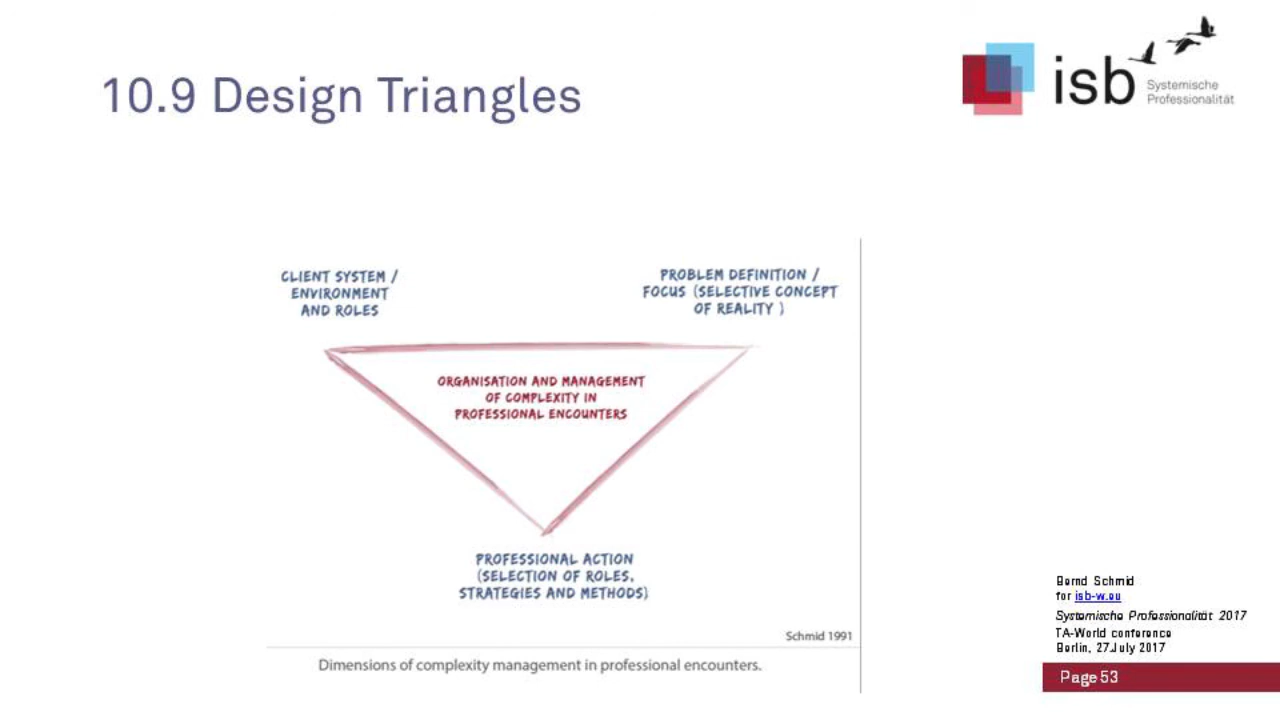 10.9 Design Triangles
isb
Systemische
Professionalität
CLIENT SYSTEM /
ENVIRONMENT
AND ROLES
PROBLEM DEFINITION /
FOCUS (SELECTIVE CONCEPT
OF REALITY )
ORGANISATION AND MANAGEMENT
OF COMPLEXITY IN
PROFESSIONAL ENCOUNTERS
PROFESSIONAL ACTION
(SELECTION OF ROLES,
STRATEGIES AND METHODS)
Schmid 1991
Dimensions of complexity management in professional encounters.
Bernd Schmid
for isb-w.eu
Systemische Professionalität 2017
TA-World conference
Berlin, 27.July 2017
Page 53